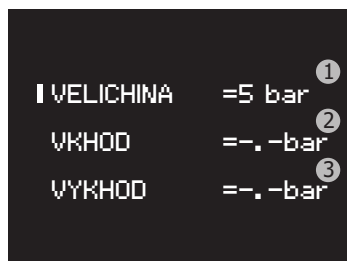 VELICHINA =5 bar 1
VKHOD =-.-bar 2
VYKHOD =-.-bar 3